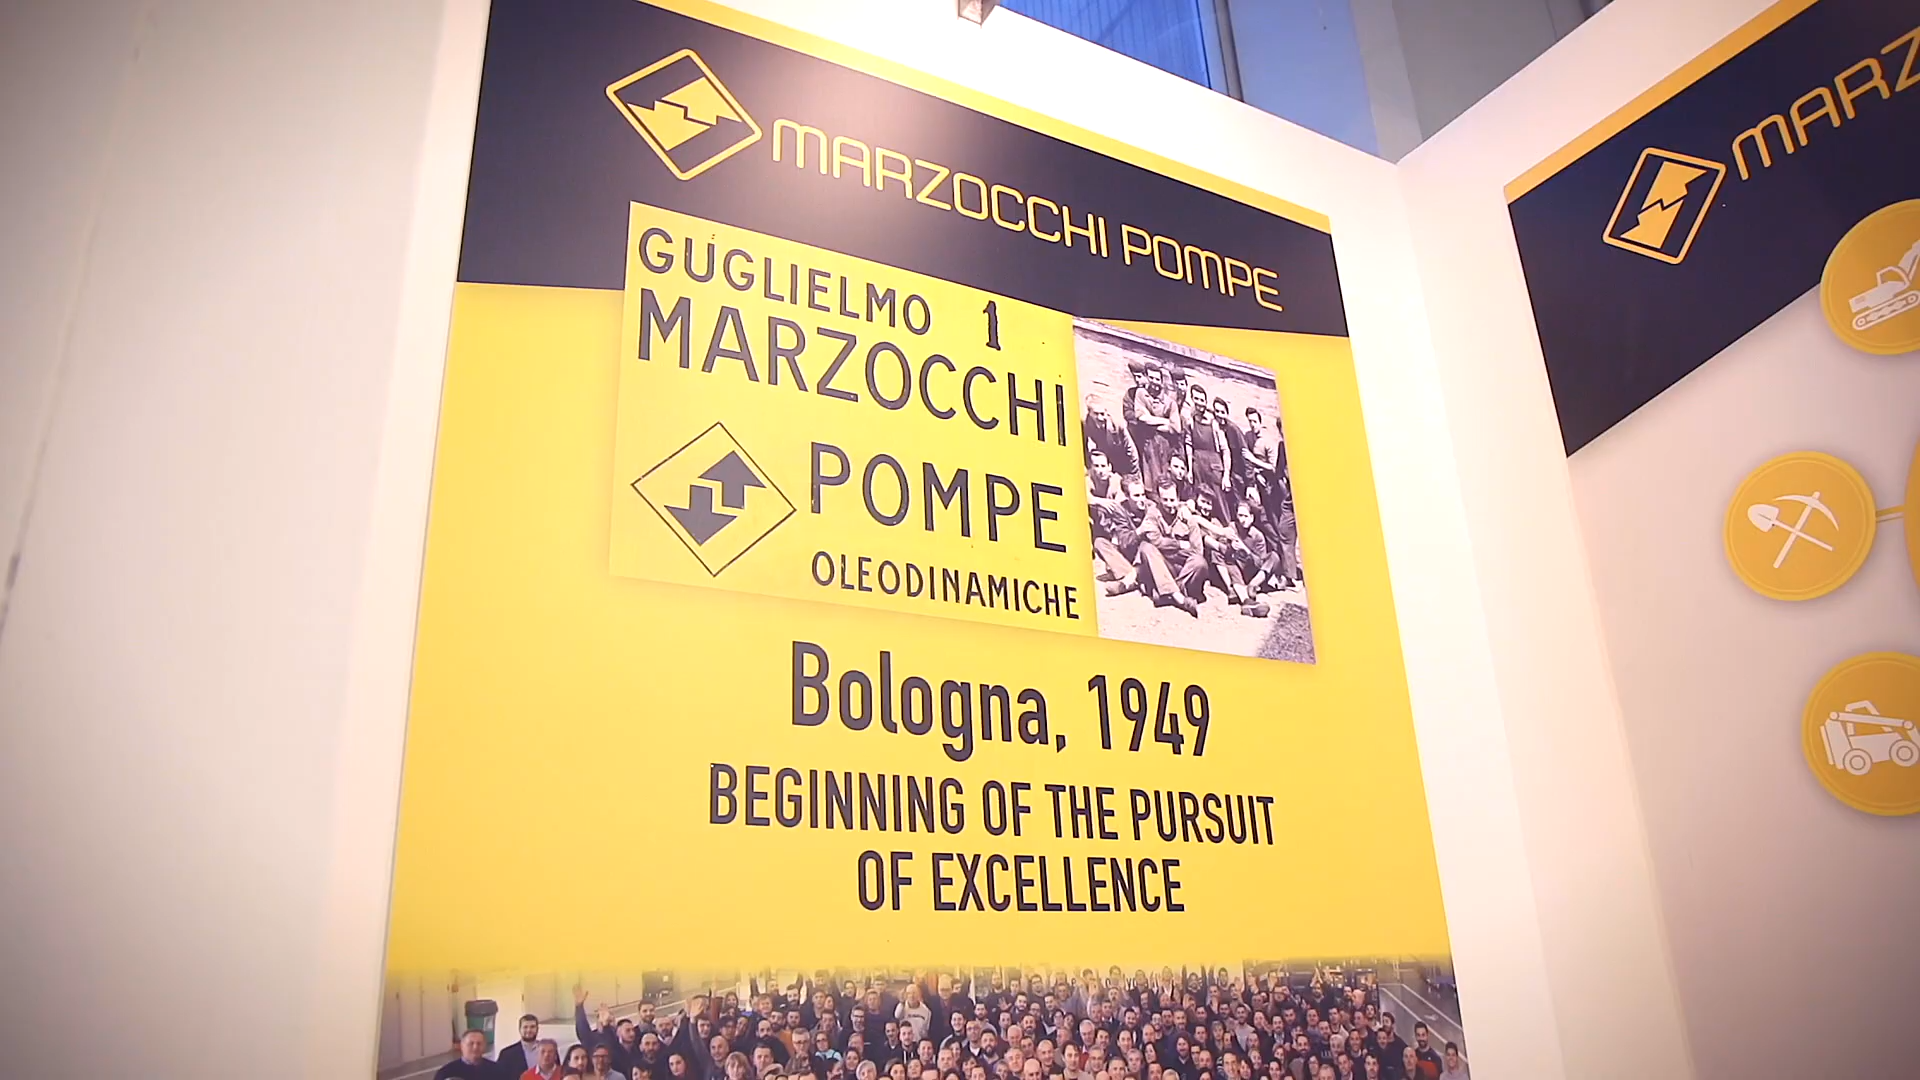 MARZOCCHI POMPE
GUGLIELMO 1
MARZOCCHI
POMPE
OLEODINAMICHE
Bologna, 1949
BEGINNING OF THE PURSUIT
OF EXCELLENCE
MARZ